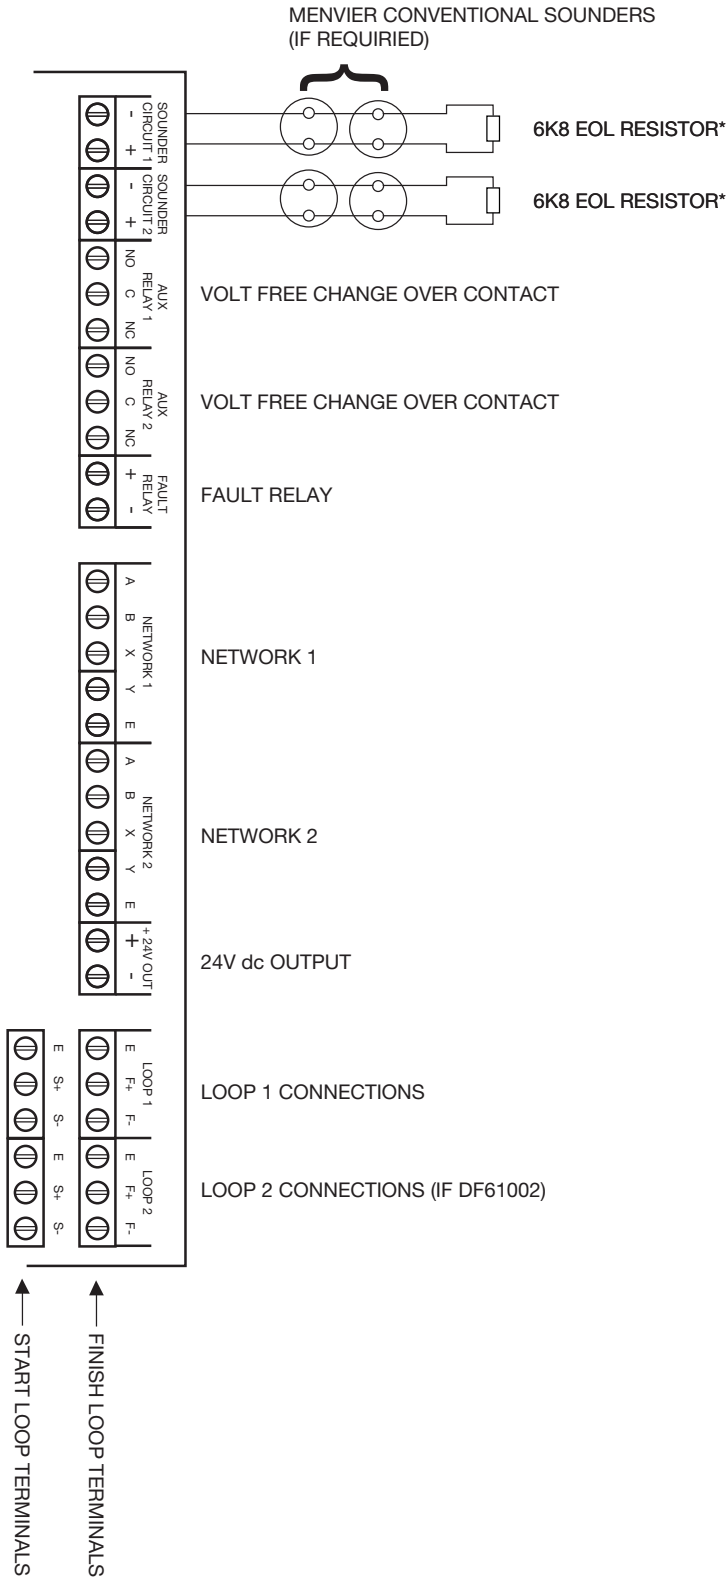 MENVIER CONVENTIONAL SOUNDERS
(IF REQUIRIED)
- +
SOUNDER
CIRCUIT 1
6K8 EOL RESISTOR*
- +
SOUNDER
CIRCUIT 2
6K8 EOL RESISTOR*
NO C NC
AUX
RELAY 1
VOLT FREE CHANGE OVER CONTACT
NO C NC
AUX
RELAY 2
VOLT FREE CHANGE OVER CONTACT
+ -
FAULT
RELAY
FAULT RELAY
A B X Y E
NETWORK 1
NETWORK 1
A B X Y E
NETWORK 2
NETWORK 2
+ -
+ 24V OUT
24V dc OUTPUT
E S+ S-
E F+ F-
LOOP 1
LOOP 1 CONNECTIONS
E S+ S-
E F+ F-
LOOP 2
LOOP 2 CONNECTIONS (IF DF61002)
START LOOP TERMINALS
FINISH LOOP TERMINALS